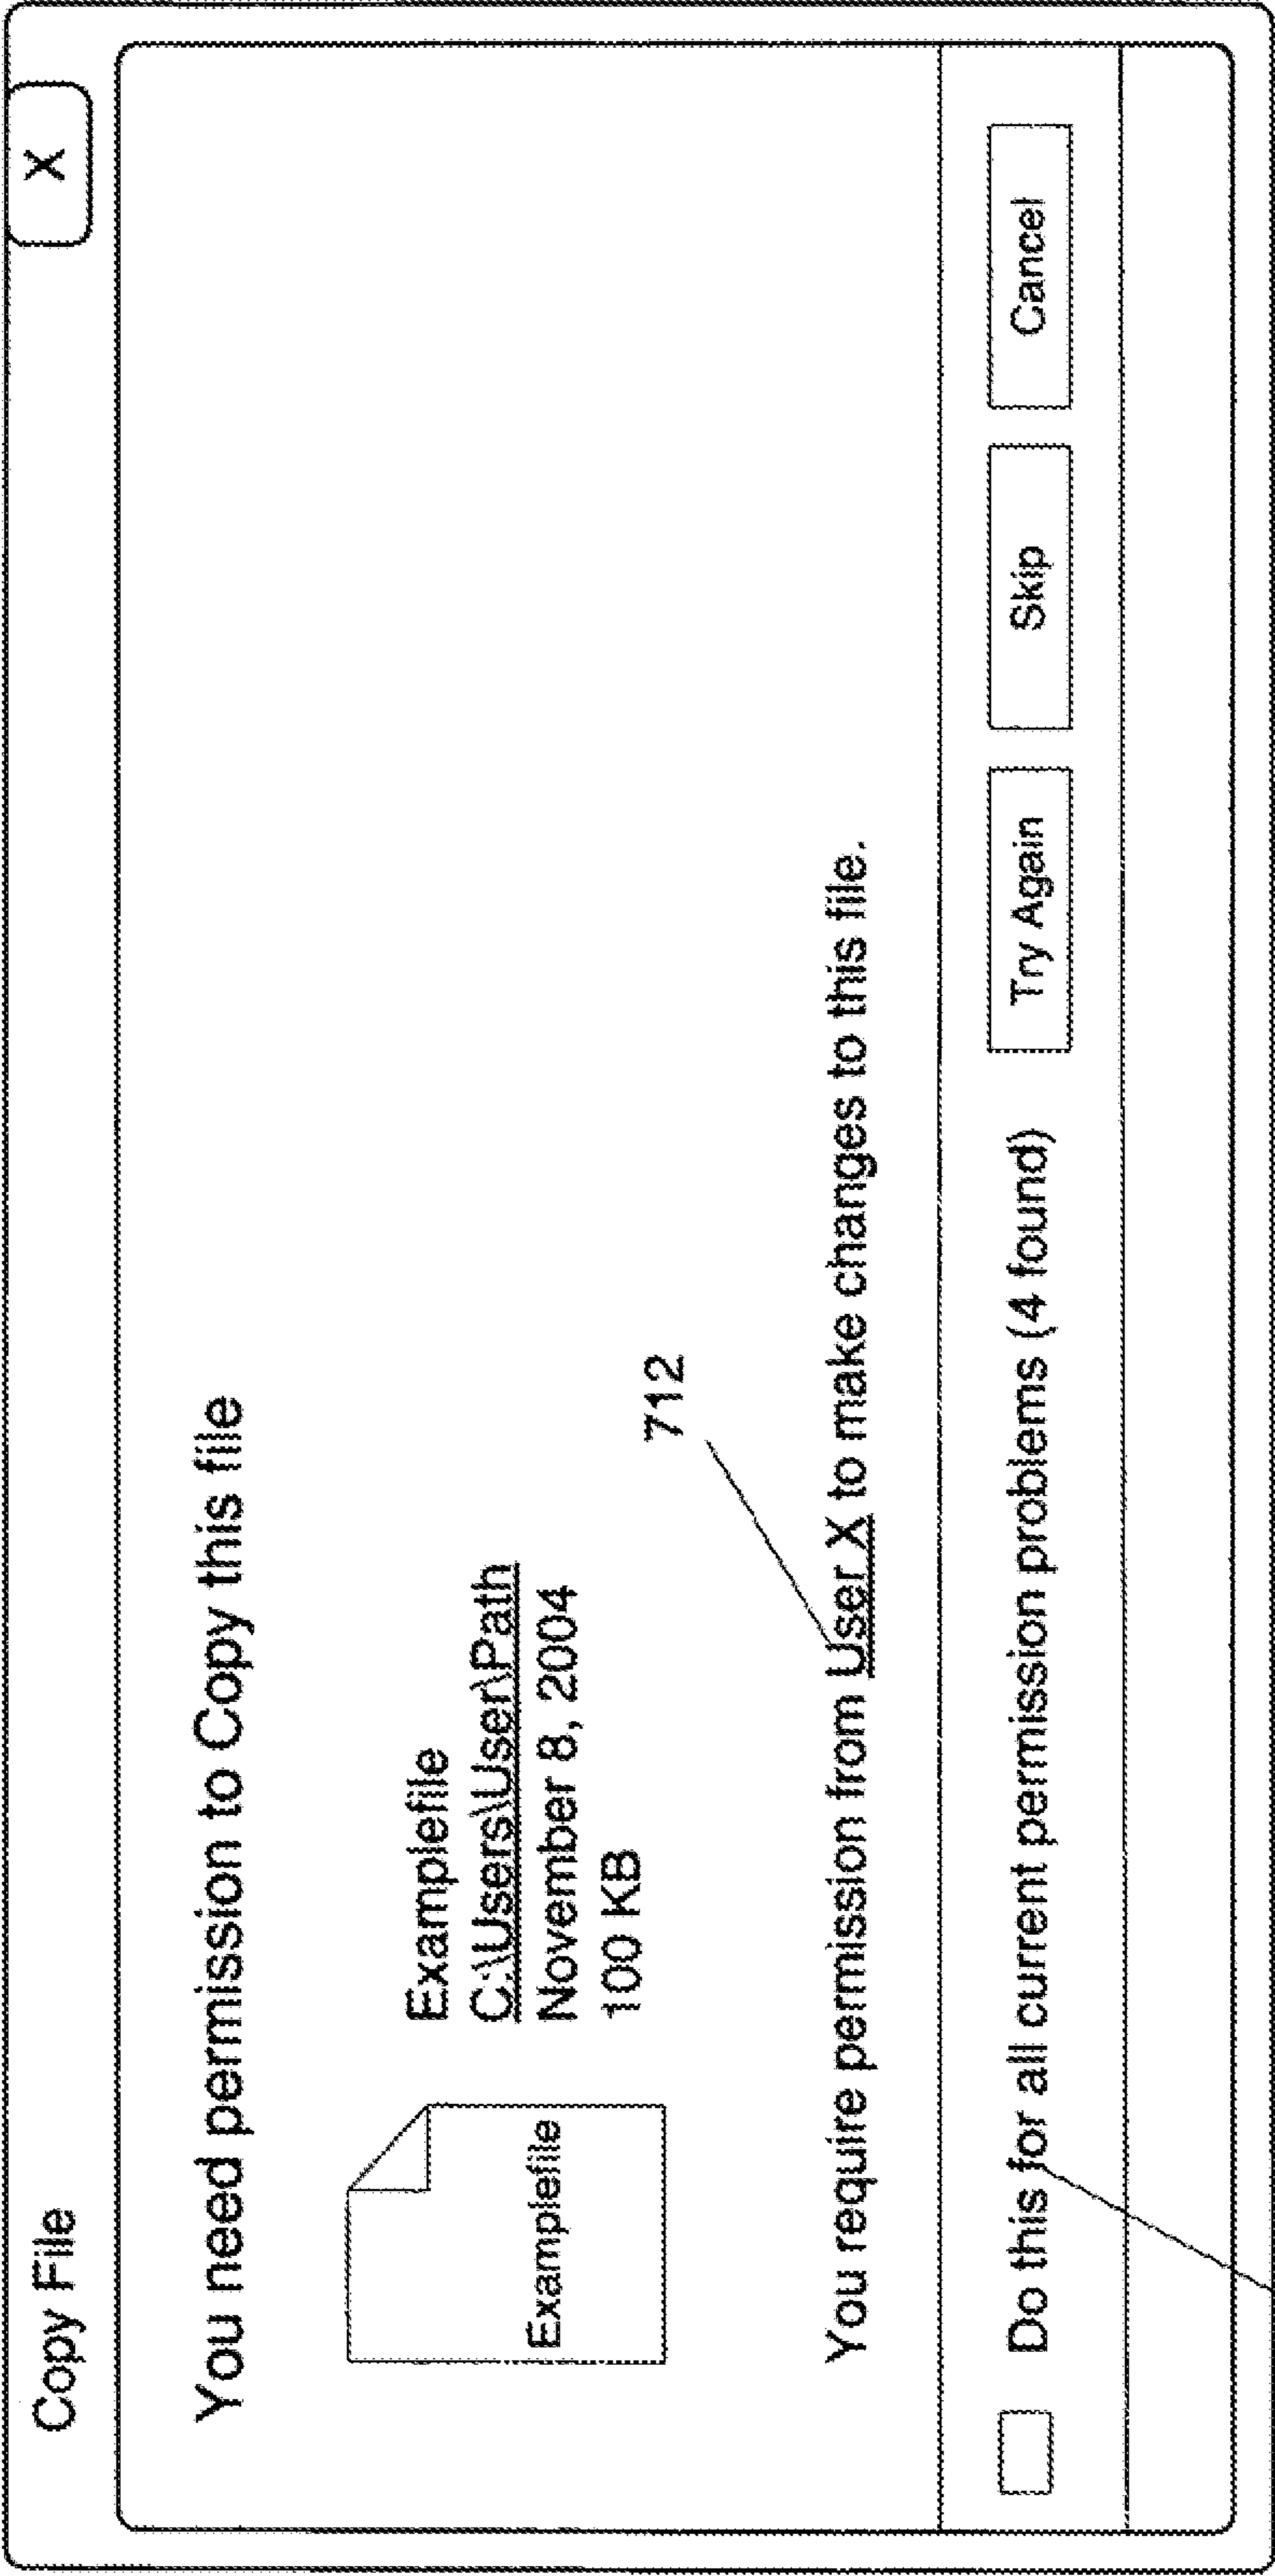 Copy File
X
You need permission to Copy this file
Examplefile
Examplefile
C:\Users\User\Path
November 8, 2004
100 KB
712
You require permission from User X to make changes to this file.
Do this for all current permission problems (4 found)
Try Again
Skip
Cancel